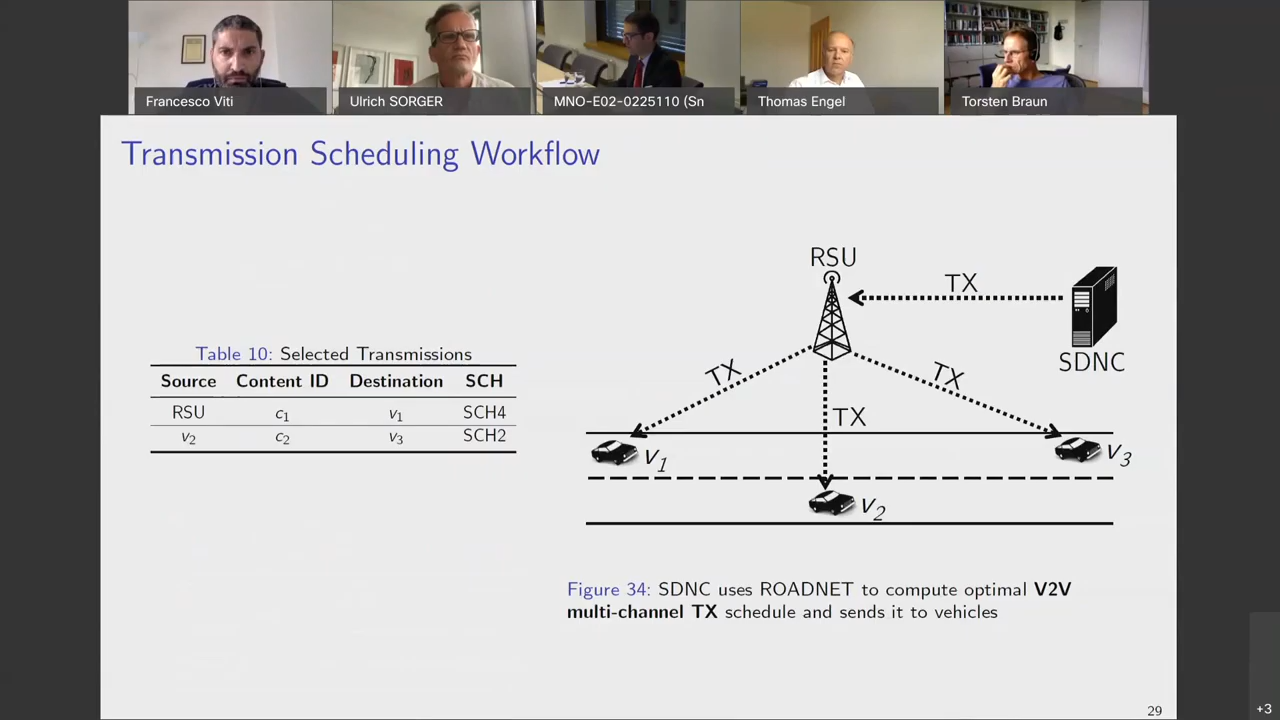 Francesco Viti
Ulrich SORGER
MNO-E02-0225110 (Sn
Thomas Engel
Torsten Braun
Transmission Scheduling Workflow
Table 10: Selected Transmissions
Source Content ID Destination SCH
RSU c1 v1 SCH4
v2 c2 v3 SCH2
RSU
TX
SDNC
TX
TX
TX
v1
v3
v2
Figure 34: SDNC uses ROADNET to compute optimal V2V
multi-channel TX schedule and sends it to vehicles
29
+3